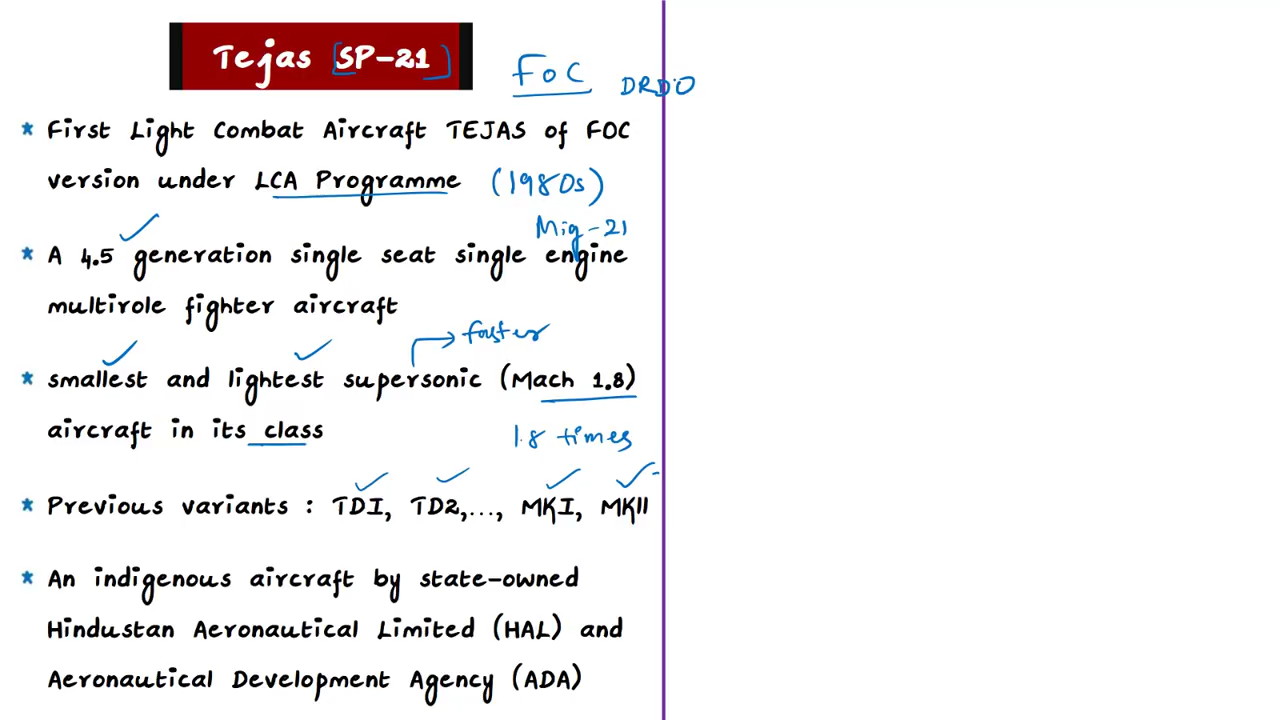 Tejas [SP-21]
FOC
DRDO
* First Light Combat Aircraft TEJAS of FOC
version under LCA Programme (1980s)
Mig-21
* A 4.5 generation single seat single engine
multirole fighter aircraft
faster
* smallest and lightest supersonic (Mach 1.8)
aircraft in its class
1.8 times
* Previous variants : TDI, TD2,..., MKI, MKII
* An indigenous aircraft by state-owned
Hindustan Aeronautical Limited (HAL) and
Aeronautical Development Agency (ADA)